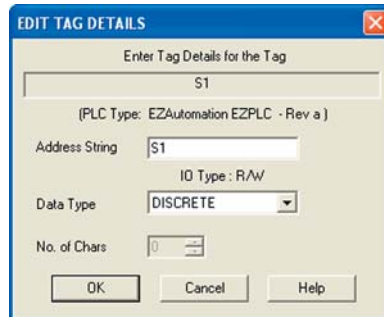 EDIT TAG DETAILS
Enter Tag Details for the Tag
S1
(PLC Type: EZAutomation EZPLC - Rev a )
Address String S1
IO Type : R/W
Data Type DISCRETE
No. of Chars 0
OK Cancel Help